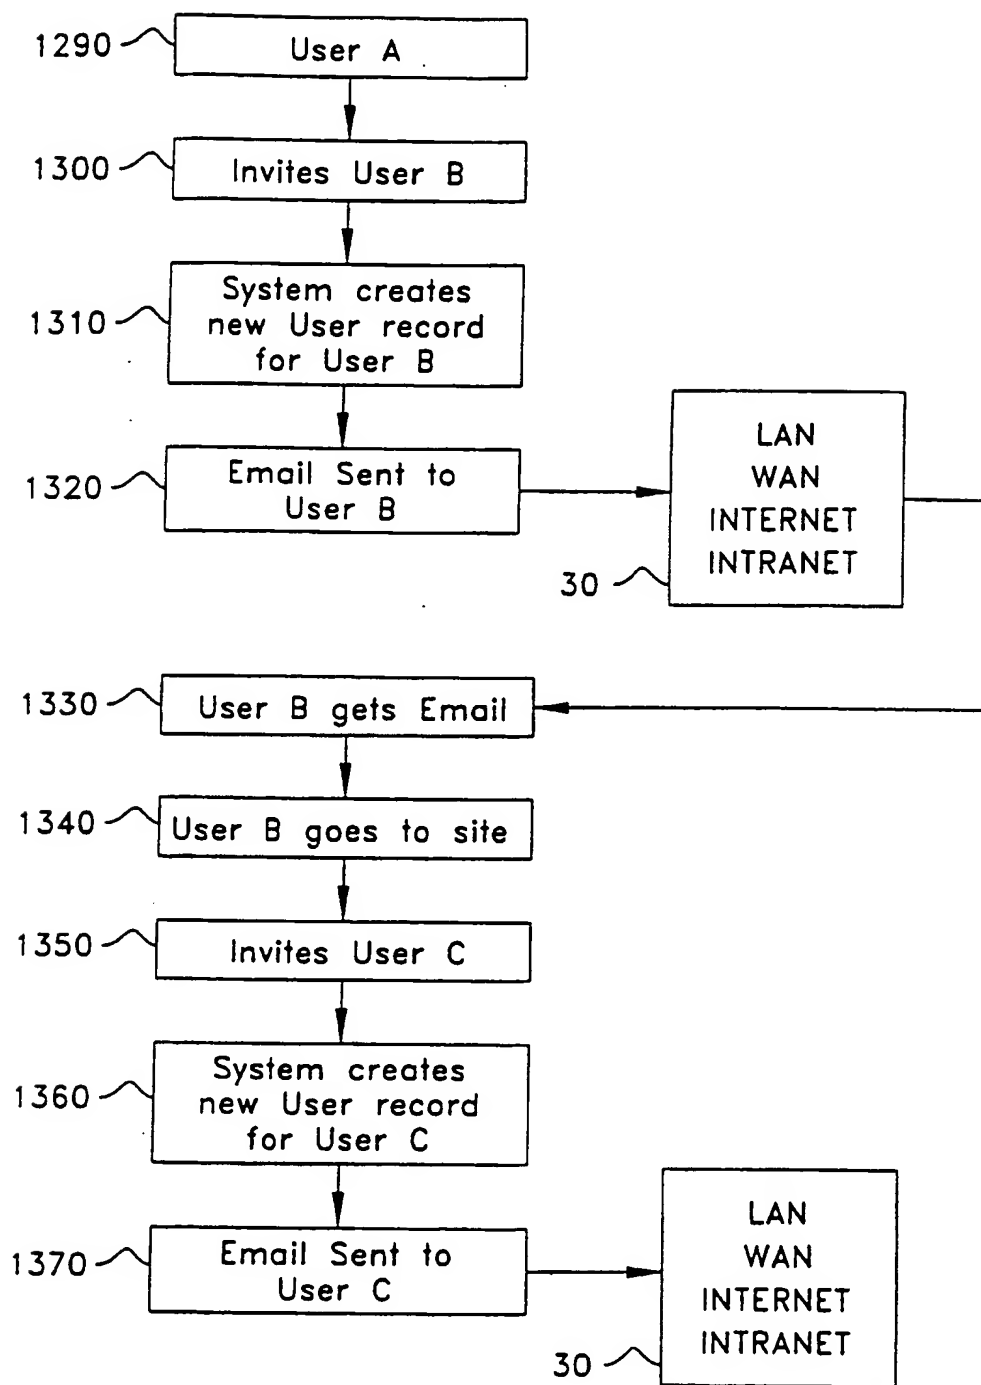 1290
User A
1300
Invites User B
1310
System creates
new User record
for User B
1320
Email Sent to
User B
LAN
WAN
INTERNET
INTRANET
30
1330
User B gets Email
1340
User B goes to site
1350
Invites User C
1360
System creates
new User record
for User C
1370
Email Sent to
User C
LAN
WAN
INTERNET
INTRANET
30